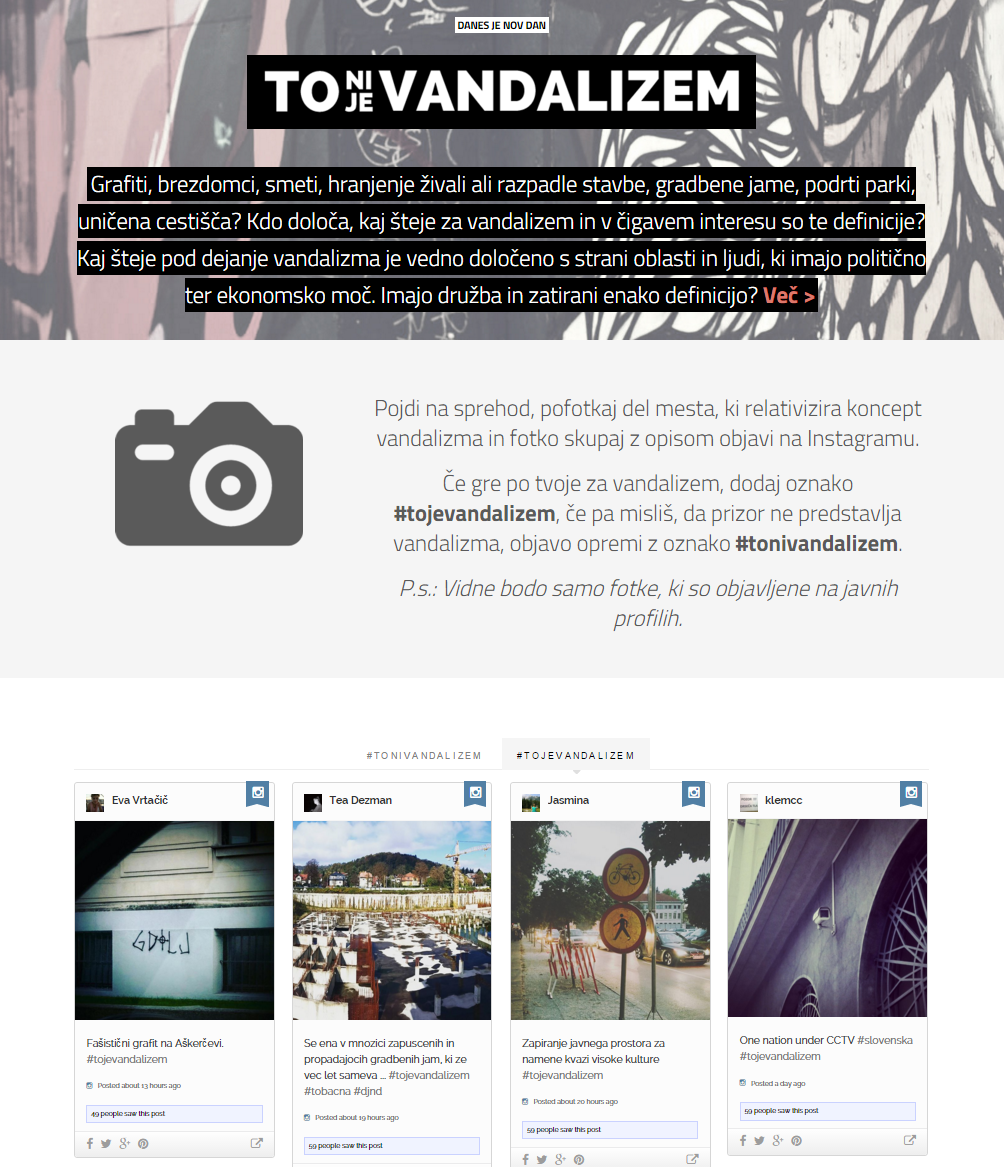 DANES JE NOV DAN
TO NI JE VANDALIZEM
Grafiti, brezdomci, smeti, hranjenje živali ali razpadle stavbe, gradbene jame, podrti parki,
uničena cestišča? Kdo določa, kaj šteje za vandalizem in v čigavem interesu so te definicije?
Kaj šteje pod dejanje vandalizma je vedno določeno s strani oblasti in ljudi, ki imajo politično
ter ekonomsko moč. Imajo družba in zatirani enako definicijo? Več >
Pojdi na sprehod, pofotkaj del mesta, ki relativizira koncept
vandalizma in fotko skupaj z opisom objavi na Instagramu.
Če gre po tvoje za vandalizem, dodaj oznako
#tojevandalizem, če pa misliš, da prizor ne predstavlja
vandalizma, objavo opremi z oznako #tonivandalizem.
P.s.: Vidne bodo samo fotke, ki so objavljene na javnih
profilih.
#TONIVANDALIZEM
#TOJEVANDALIZEM
Eva Vrtačič
Fašistični grafit na Aškerčevi.
#tojevandalizem
Posted about 13 hours ago
49 people saw this post
Tea Dezman
Se ena v mnozici zapuscenih in
propadajocih gradbenih jam, ki ze
vec let sameva ... #tojevandalizem
#tobacna #djnd
Posted about 19 hours ago
59 people saw this post
Jasmina
Zapiranje javnega prostora za
namene kvazi visoke kulture
#tojevandalizem
Posted about 20 hours ago
59 people saw this post
klemcc
One nation under CCTV #slovenska
#tojevandalizem
Posted a day ago
59 people saw this post